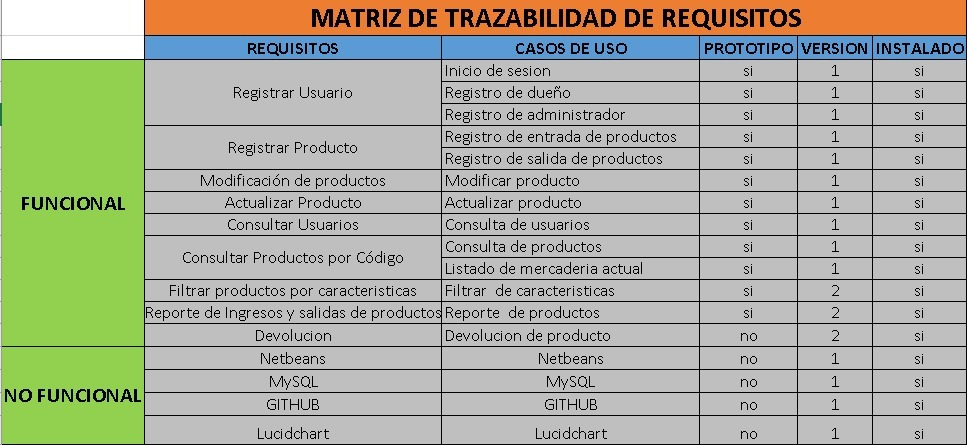 MATRIZ DE TRAZABILIDAD DE REQUISITOS
REQUISITOS CASOS DE USO PROTOTIPO VERSION INSTALADO
FUNCIONAL
Registrar Usuario
Inicio de sesion si 1 si
Registro de dueño si 1 si
Registro de administrador si 1 si
Registrar Producto
Registro de entrada de productos si 1 si
Registro de salida de productos si 1 si
Modificación de productos Modificar producto si 1 si
Actualizar Producto Actualizar producto si 1 si
Consultar Usuarios Consulta de usuarios si 1 si
Consultar Productos por Código
Consulta de productos si 1 si
Listado de mercaderia actual si 1 si
Filtrar productos por caracteristicas Filtrar de caracteristicas si 2 si
Reporte de Ingresos y salidas de productos Reporte de productos si 2 si
Devolucion Devolucion de producto no 2 si
NO FUNCIONAL
Netbeans Netbeans no 1 si
MySQL MySQL no 1 si
GITHUB GITHUB no 1 si
Lucidchart Lucidchart no 1 si